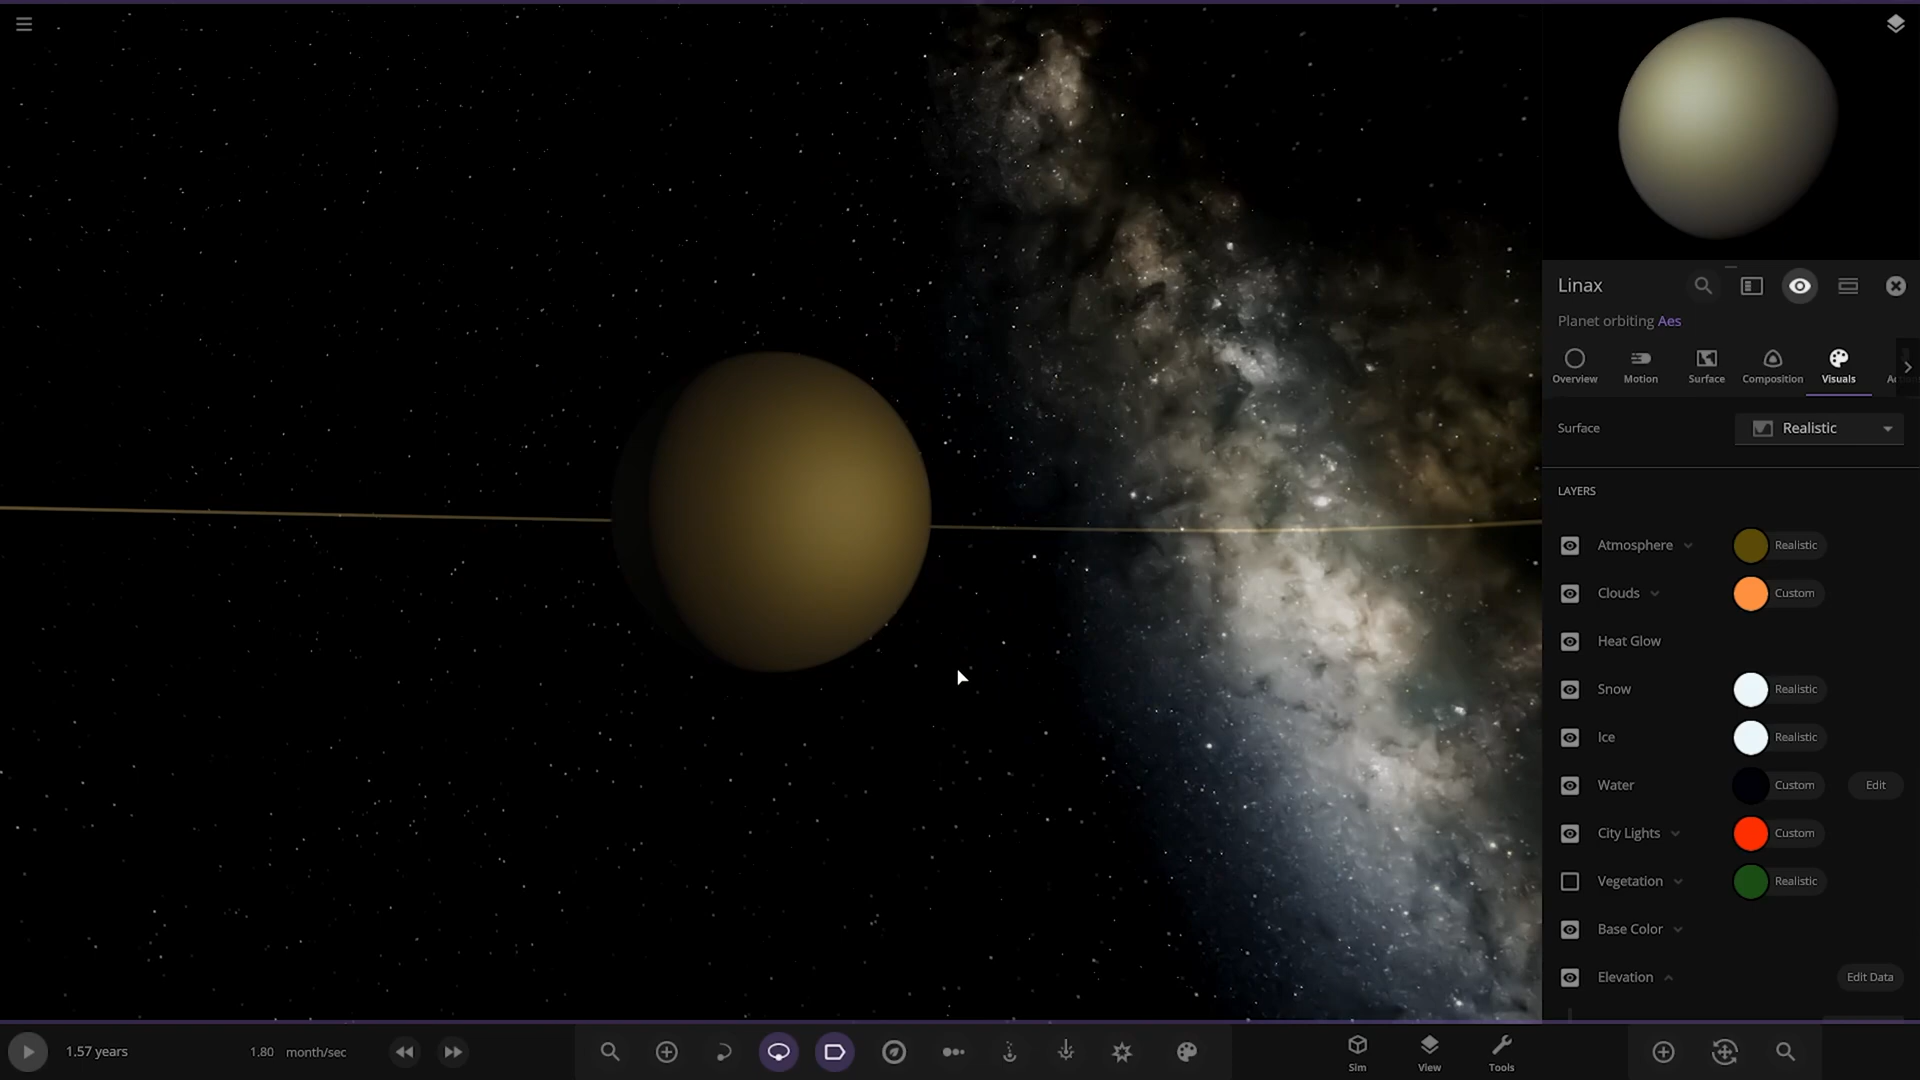 Linax
Planet orbiting Aes
Overview Motion Surface Composition Visuals
Surface Realistic
LAYERS
Atmosphere Realistic
Clouds Custom
Heat Glow
Snow Realistic
Ice Realistic
Water Custom Edit
City Lights Custom
Vegetation Realistic
Base Color
Elevation Edit Data
1.57 years 1.80 month/sec Sim View Tools